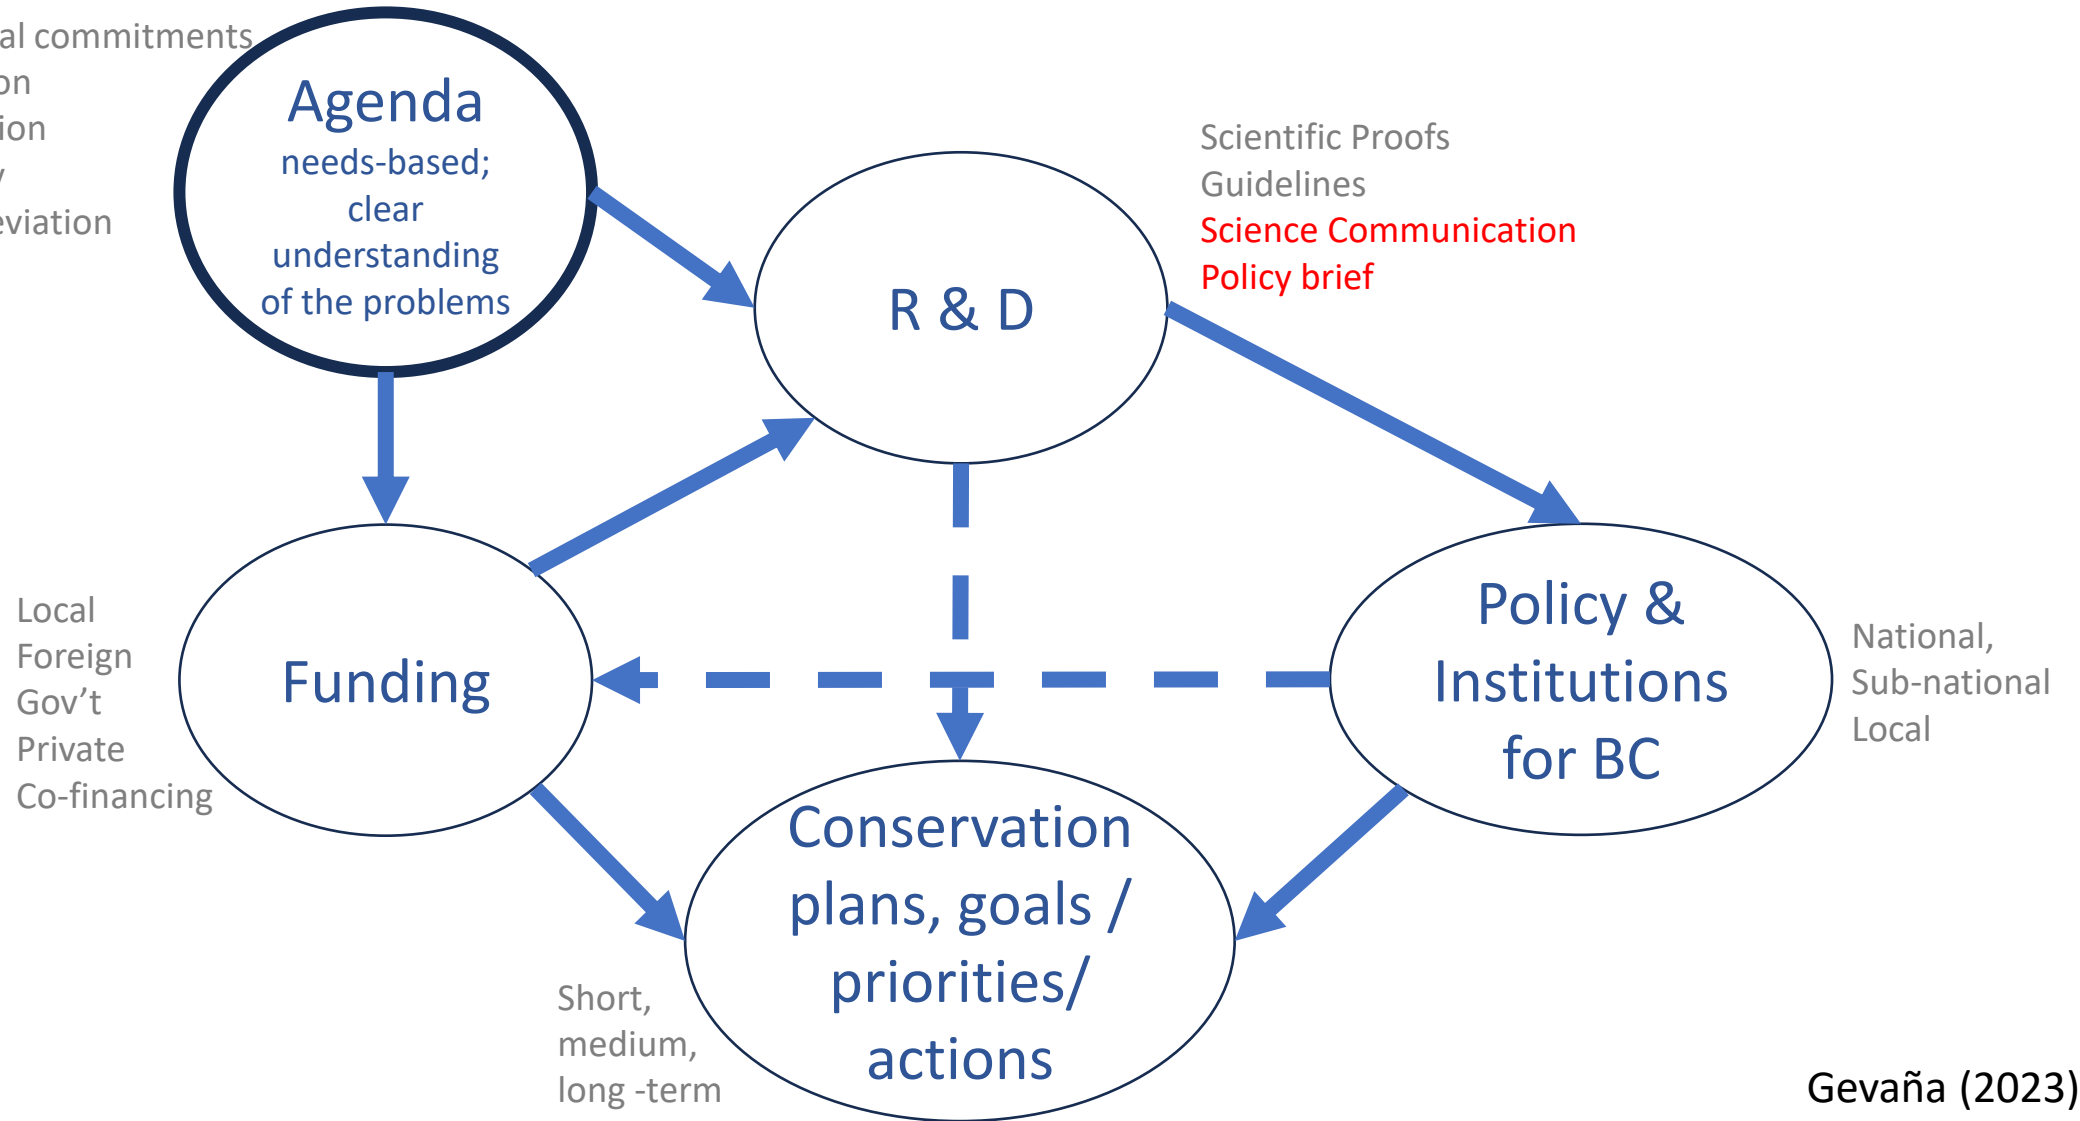 al commitments
on
ion
y
eviation
Agenda
needs-based;
clear
understanding
of the problems
R & D
Scientific Proofs
Guidelines
Science Communication
Policy brief
Local
Foreign
Gov’t
Private
Co-financing
Funding
Policy &
Institutions
for BC
National,
Sub-national
Local
Conservation
plans, goals /
priorities/
actions
Short,
medium,
long -term
Gevaña (2023)